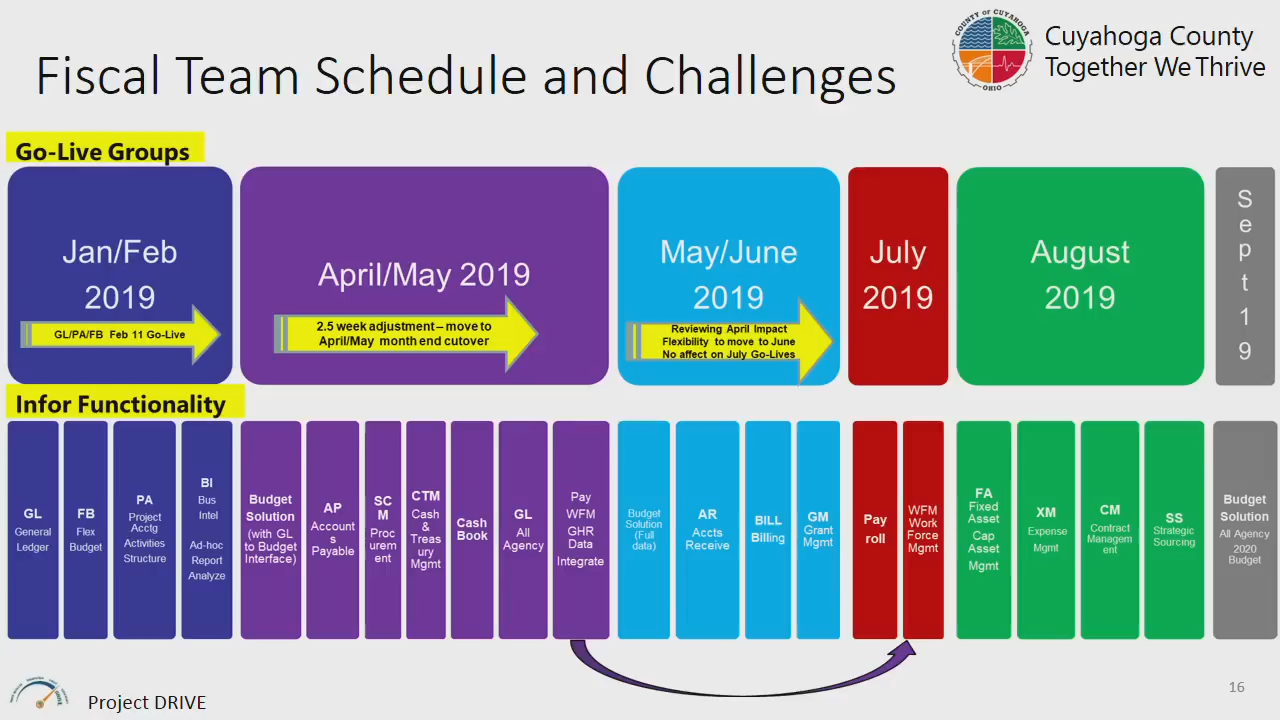 Fiscal Team Schedule and Challenges
COUNTY OF CUYAHOGA
OHIO
Cuyahoga County
Together We Thrive
Go-Live Groups
Jan/Feb
2019
GL/PA/FB Feb 11 Go-Live
April/May 2019
2.5 week adjustment – move to
April/May month end cutover
May/June
2019
Reviewing April Impact
Flexibility to move to June
No affect on July Go-Lives
July
2019
August
2019
S
e
p
t
1
9
Infor Functionality
GL
General
Ledger
FB
Flex
Budget
PA
Project
Acctg
Activities
Structure
BI
Bus
Intel
Ad-hoc
Report
Analyze
Budget
Solution
(with GL
to Budget
Interface)
AP
Account
s
Payable
SC
M
Proc
urem
ent
CTM
Cash
&
Treas
ury
Mgmt
Cash
Book
GL
All
Agency
Pay
WFM
GHR
Data
Integrate
Budget
Solution
(Full
data)
AR
Accts
Receive
BILL
Billing
GM
Grant
Mgmt
Pay
roll
WFM
Work
Force
Mgmt
FA
Fixed
Asset
Cap
Asset
Mgmt
XM
Expense
Mgmt
CM
Contract
Managem
ent
SS
Strategic
Sourcing
Budget
Solution
All Agency
2020
Budget
Project DRIVE
16